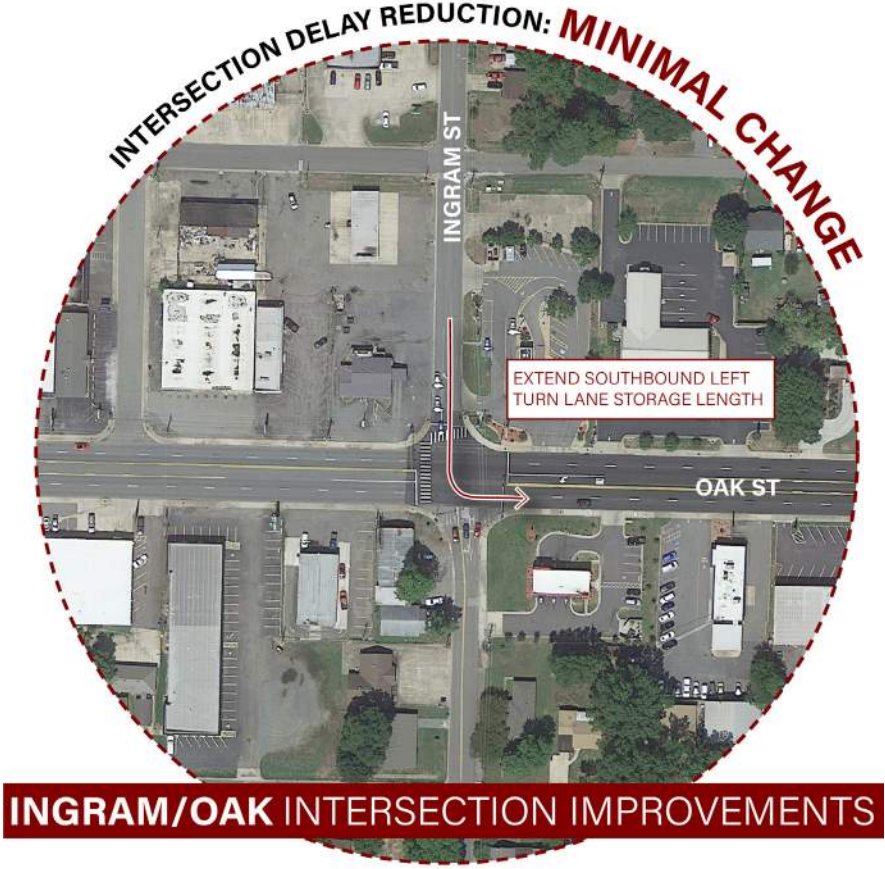 INTERSECTION DELAY REDUCTION: MINIMAL CHANGE
INGRAM ST
EXTEND SOUTHBOUND LEFT
TURN LANE STORAGE LENGTH
OAK ST
INGRAM/OAK INTERSECTION IMPROVEMENTS